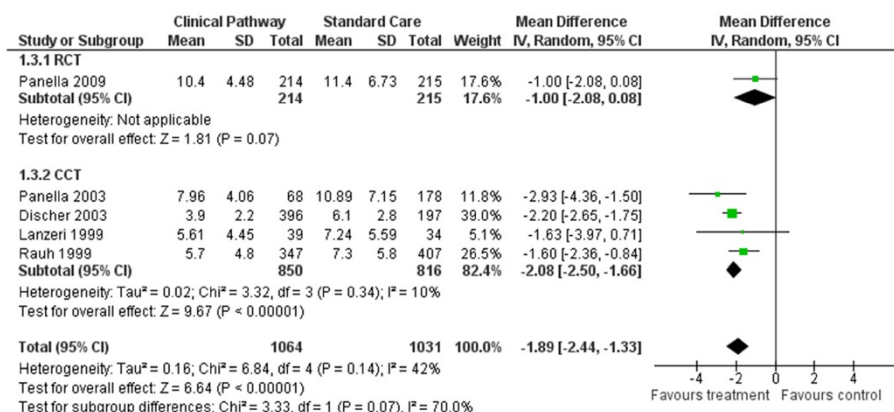 Clinical Pathway Standard Care Mean Difference Mean Difference
Study or Subgroup Mean SD Total Mean SD Total Weight IV, Random, 95% CI IV, Random, 95% CI
1.3.1 RCT
Panella 2009 10.4 4.48 214 11.4 6.73 215 17.6% -1.00 [-2.08, 0.08]
Subtotal (95% CI) 214 215 17.6% -1.00 [-2.08, 0.08]
Heterogeneity: Not applicable
Test for overall effect: Z = 1.81 (P = 0.07)
1.3.2 CCT
Panella 2003 7.96 4.06 68 10.89 7.15 178 11.8% -2.93 [-4.36, -1.50]
Discher 2003 3.9 2.2 396 6.1 2.8 197 39.0% -2.20 [-2.65, -1.75]
Lanzeri 1999 5.61 4.45 39 7.24 5.59 34 5.1% -1.63 [-3.97, 0.71]
Rauh 1999 5.7 4.8 347 7.3 5.8 407 26.5% -1.60 [-2.36, -0.84]
Subtotal (95% CI) 850 816 82.4% -2.08 [-2.50, -1.66]
Heterogeneity: Tau² = 0.02; Chi² = 3.32, df = 3 (P = 0.34); I² = 10%
Test for overall effect: Z = 9.67 (P < 0.00001)
Total (95% CI) 1064 1031 100.0% -1.89 [-2.44, -1.33]
Heterogeneity: Tau² = 0.16; Chi² = 6.84, df = 4 (P = 0.14); I² = 42%
Test for overall effect: Z = 6.64 (P < 0.00001)
Test for subgroup differences: Chi² = 3.33, df = 1 (P = 0.07), I² = 70.0%
-4 -2 0 2 4
Favours treatment Favours control